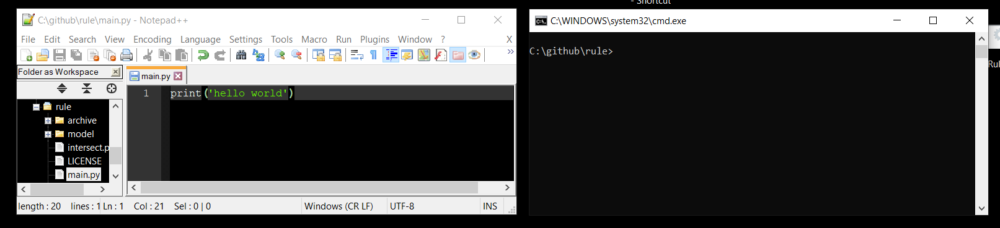 - Shortcut
C:\github\rule\main.py - Notepad++
File Edit Search View Encoding Language Settings Tools Macro Run Plugins Window ? X
Folder as Workspace
main.py
1 print('hello world')
rule
archive
model
intersect.p
LICENSE
main.py
length : 20 lines : 1 Ln : 1 Col : 21 Sel : 0 | 0 Windows (CR LF) UTF-8 INS
C:\WINDOWS\system32\cmd.exe
C:\github\rule>
Rul